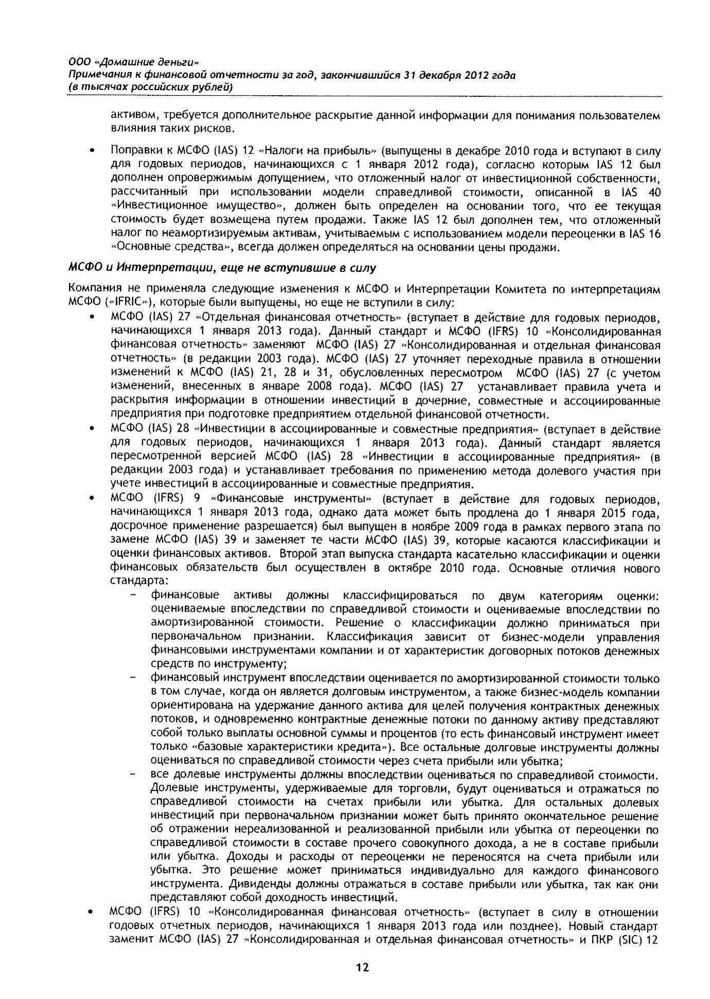 ООО «Домашние деньги»
Примечания к финансовой отчетности за год, закончившийся 31 декабря 2012 года
(в тысячах российских рублей)
активом, требуется дополнительное раскрытие данной информации для понимания пользователем
влияния таких рисков.
• Поправки к МСФО (IAS) 12 «Налоги на прибыль» (выпущены в декабре 2010 года и вступают в силу
для годовых периодов, начинающихся с 1 января 2012 года), согласно которым IAS 12 был
дополнен опровержимым допущением, что отложенный налог от инвестиционной собственности,
рассчитанный при использовании модели справедливой стоимости, описанной в IAS 40
«Инвестиционное имущество», должен быть определен на основании того, что ее текущая
стоимость будет возмещена путем продажи. Также IAS 12 был дополнен тем, что отложенный
налог по неамортизируемым активам, учитываемым с использованием модели переоценки в IAS 16
«Основные средства», всегда должен определяться на основании цены продажи.
МСФО и Интерпретации, еще не вступившие в силу
Компания не применяла следующие изменения к МСФО и Интерпретации Комитета по интерпретациям
МСФО («IFRIC»), которые были выпущены, но еще не вступили в силу:
• МСФО (IAS) 27 «Отдельная финансовая отчетность» (вступает в действие для годовых периодов,
начинающихся 1 января 2013 года). Данный стандарт и МСФО (IFRS) 10 «Консолидированная
финансовая отчетность» заменяют МСФО (IAS) 27 «Консолидированная и отдельная финансовая
отчетность» (в редакции 2003 года). МСФО (IAS) 27 уточняет переходные правила в отношении
изменений к МСФО (IAS) 21, 28 и 31, обусловленных пересмотром МСФО (IAS) 27 (с учетом
изменений, внесенных в январе 2008 года). МСФО (IAS) 27 устанавливает правила учета и
раскрытия информации в отношении инвестиций в дочерние, совместные и ассоциированные
предприятия при подготовке предприятием отдельной финансовой отчетности.
• МСФО (IAS) 28 «Инвестиции в ассоциированные и совместные предприятия» (вступает в действие
для годовых периодов, начинающихся 1 января 2013 года). Данный стандарт является
пересмотренной версией МСФО (IAS) 28 «Инвестиции в ассоциированные предприятия» (в
редакции 2003 года) и устанавливает требования по применению метода долевого участия при
учете инвестиций в ассоциированные и совместные предприятия.
• МСФО (IFRS) 9 «Финансовые инструменты» (вступает в действие для годовых периодов,
начинающихся 1 января 2013 года, однако дата может быть продлена до 1 января 2015 года,
досрочное применение разрешается) был выпущен в ноябре 2009 года в рамках первого этапа по
замене МСФО (IAS) 39 и заменяет те части МСФО (IAS) 39, которые касаются классификации и
оценки финансовых активов. Второй этап выпуска стандарта касательно классификации и оценки
финансовых обязательств был осуществлен в октябре 2010 года. Основные отличия нового
стандарта:
– финансовые активы должны классифицироваться по двум категориям оценки:
оцениваемые впоследствии по справедливой стоимости и оцениваемые впоследствии по
амортизированной стоимости. Решение о классификации должно приниматься при
первоначальном признании. Классификация зависит от бизнес-модели управления
финансовыми инструментами компании и от характеристик договорных потоков денежных
средств по инструменту;
– финансовый инструмент впоследствии оценивается по амортизированной стоимости только
в том случае, когда он является долговым инструментом, а также бизнес-модель компании
ориентирована на удержание данного актива для целей получения контрактных денежных
потоков, и одновременно контрактные денежные потоки по данному активу представляют
собой только выплаты основной суммы и процентов (то есть финансовый инструмент имеет
только «базовые характеристики кредита»). Все остальные долговые инструменты должны
оцениваться по справедливой стоимости через счета прибыли или убытка;
– все долевые инструменты должны впоследствии оцениваться по справедливой стоимости.
Долевые инструменты, удерживаемые для торговли, будут оцениваться и отражаться по
справедливой стоимости на счетах прибыли или убытка. Для остальных долевых
инвестиций при первоначальном признании может быть принято окончательное решение
об отражении нереализованной и реализованной прибыли или убытка от переоценки по
справедливой стоимости в составе прочего совокупного дохода, а не в составе прибыли
или убытка. Доходы и расходы от переоценки не переносятся на счета прибыли или
убытка. Это решение может приниматься индивидуально для каждого финансового
инструмента. Дивиденды должны отражаться в составе прибыли или убытка, так как они
представляют собой доходность инвестиций.
• МСФО (IFRS) 10 «Консолидированная финансовая отчетность» (вступает в силу в отношении
годовых отчетных периодов, начинающихся 1 января 2013 года или позднее). Новый стандарт
заменит МСФО (IAS) 27 «Консолидированная и отдельная финансовая отчетность» и ПКР (SIC) 12
12